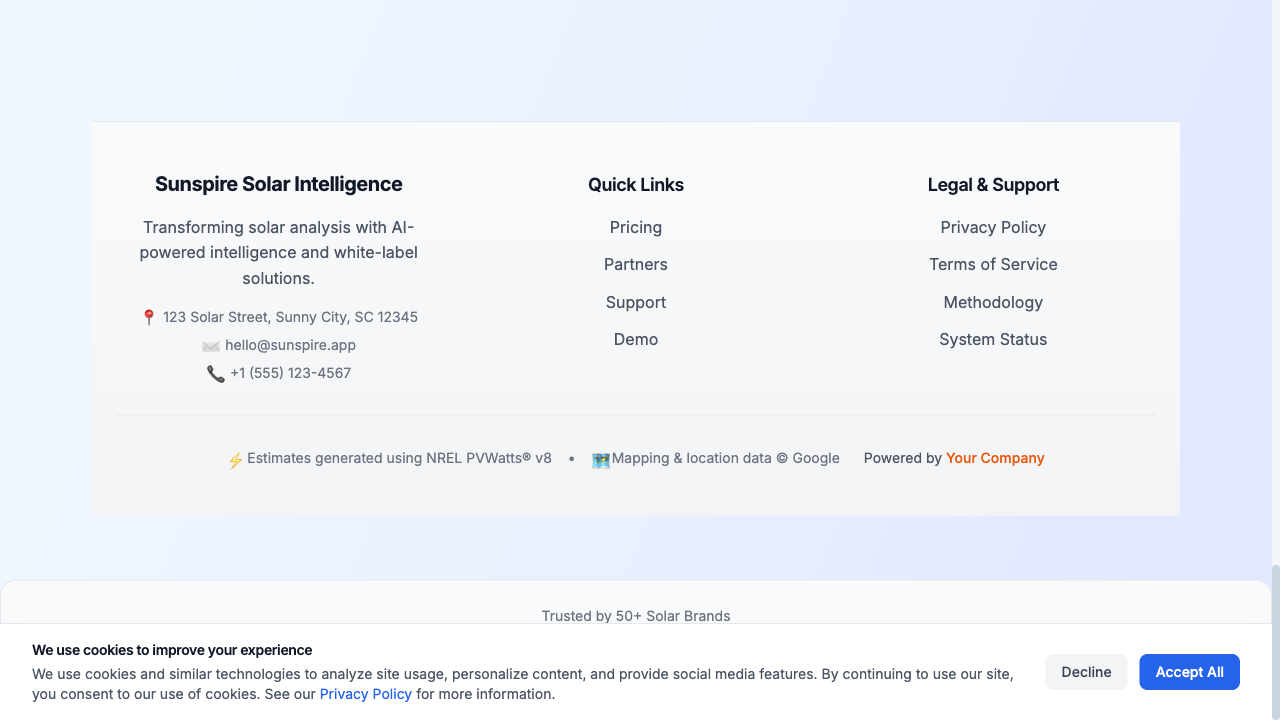 Sunspire Solar Intelligence
Transforming solar analysis with AI-
powered intelligence and white-label
solutions.
📍 123 Solar Street, Sunny City, SC 12345
✉️ hello@sunspire.app
📞 +1 (555) 123-4567
Quick Links
Pricing
Partners
Support
Demo
Legal & Support
Privacy Policy
Terms of Service
Methodology
System Status
⚡ Estimates generated using NREL PVWatts® v8 • 🗺️ Mapping & location data © Google Powered by Your Company
Trusted by 50+ Solar Brands
We use cookies to improve your experience
We use cookies and similar technologies to analyze site usage, personalize content, and provide social media features. By continuing to use our site,
you consent to our use of cookies. See our Privacy Policy for more information.
Decline
Accept All